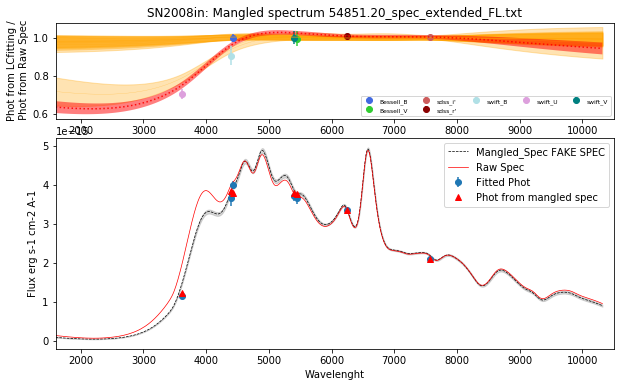 SN2008in: Mangled spectrum 54851.20_spec_extended_FL.txt
Phot from LCfitting /
Phot from Raw Spec
1.0
0.8
0.6
Bessell_B
Bessell_V
sdss_i'
sdss_r'
swift_B
swift_U
swift_V
2000 3000 4000 5000 6000 7000 8000 9000 10000
Mangled_Spec FAKE SPEC
Raw Spec
Fitted Phot
Phot from mangled spec
Flux erg s-1 cm-2 A-1
5
4
3
2
1
0
2000 3000 4000 5000 6000 7000 8000 9000 10000
Wavelenght